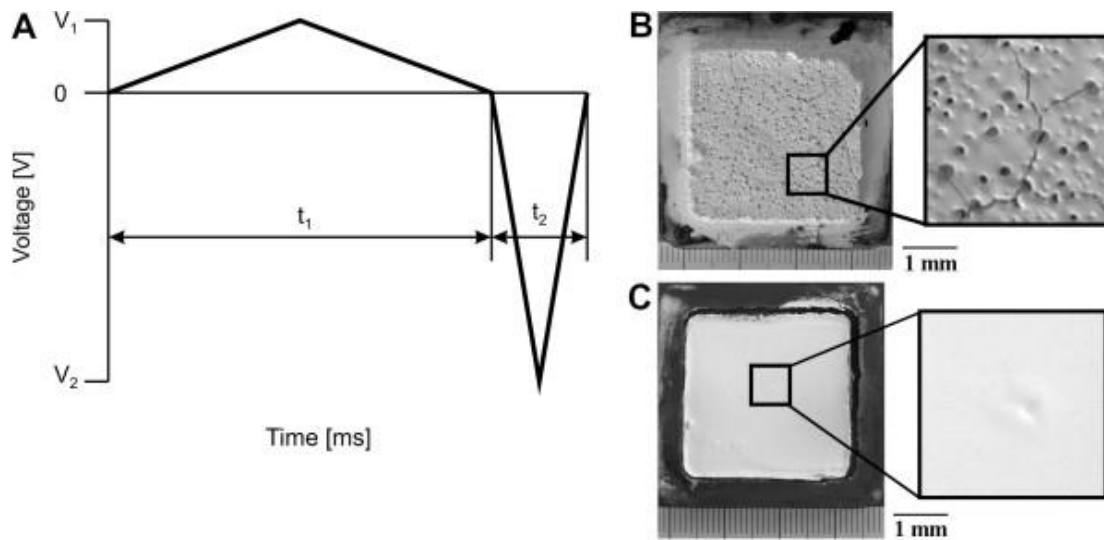 A
V₁
0
Voltage [V]
t₁
t₂
V₂
Time [ms]
B
1 mm
C
1 mm